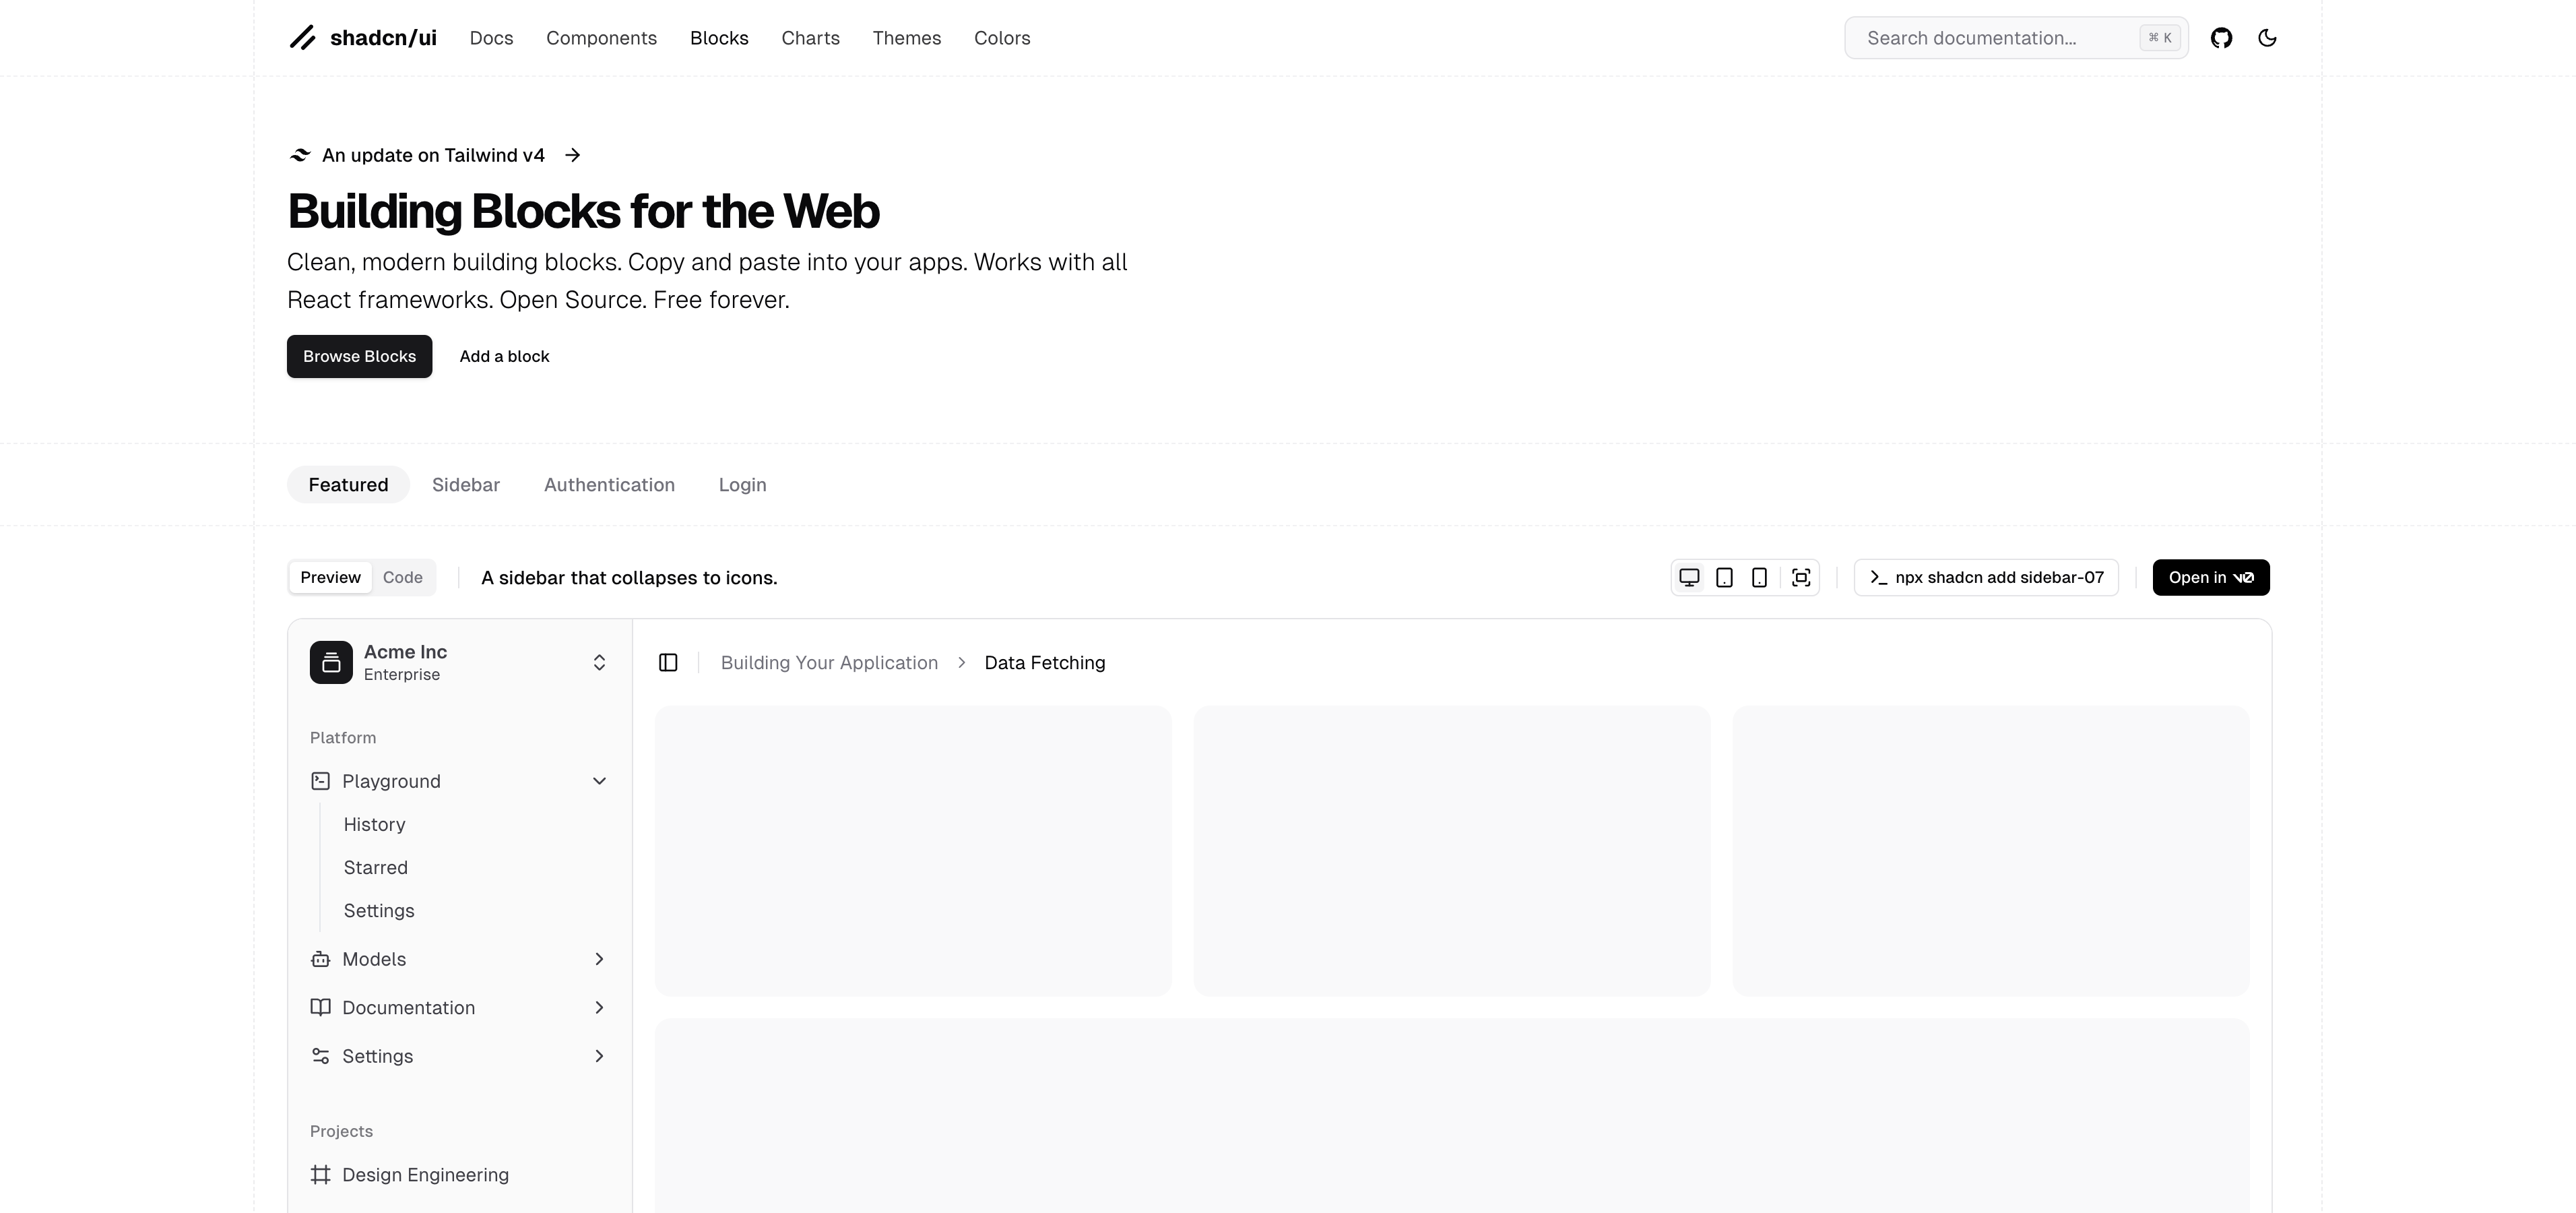 shadcn/ui Docs Components Blocks Charts Themes Colors Search documentation... ⌘ K
An update on Tailwind v4
Building Blocks for the Web
Clean, modern building blocks. Copy and paste into your apps. Works with all
React frameworks. Open Source. Free forever.
Browse Blocks Add a block
Featured Sidebar Authentication Login
Preview Code A sidebar that collapses to icons. npx shadcn add sidebar-07 Open in v0
Acme Inc
Enterprise
Building Your Application Data Fetching
Platform
Playground
History
Starred
Settings
Models
Documentation
Settings
Projects
Design Engineering